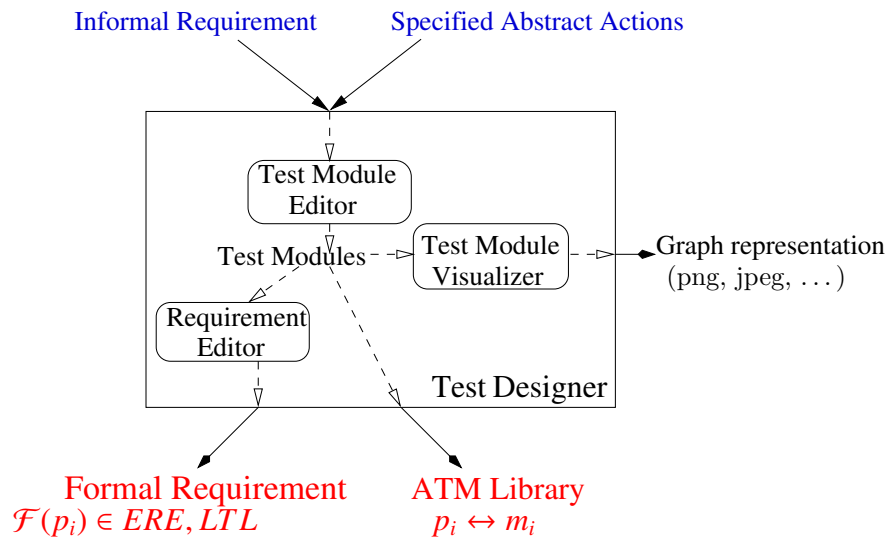 Informal Requirement
Specified Abstract Actions
Test Module
Editor
Test Modules
Test Module
Visualizer
Graph representation
(png, jpeg, . . . )
Requirement
Editor
Test Designer
Formal Requirement
ℱ(pᵢ) ∈ ERE, LTL
ATM Library
pᵢ ↔ mᵢ